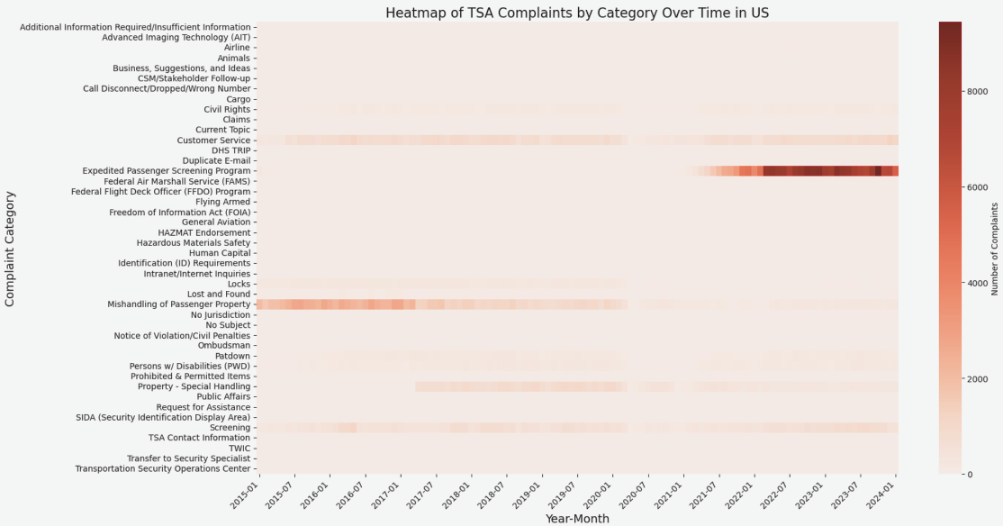 Heatmap of TSA Complaints by Category Over Time in US
Complaint Category
Additional Information Required/Insufficient Information
Advanced Imaging Technology (AIT)
Airline
Animals
Business, Suggestions, and Ideas
CSM/Stakeholder Follow-up
Call Disconnect/Dropped/Wrong Number
Cargo
Civil Rights
Claims
Current Topic
Customer Service
DHS TRIP
Duplicate E-mail
Expedited Passenger Screening Program
Federal Air Marshall Service (FAMS)
Federal Flight Deck Officer (FFDO) Program
Flying Armed
Freedom of Information Act (FOIA)
General Aviation
HAZMAT Endorsement
Hazardous Materials Safety
Human Capital
Identification (ID) Requirements
Intranet/Internet Inquiries
Locks
Lost and Found
Mishandling of Passenger Property
No Jurisdiction
No Subject
Notice of Violation/Civil Penalties
Ombudsman
Patdown
Persons w/ Disabilities (PWD)
Prohibited & Permitted Items
Property - Special Handling
Public Affairs
Request for Assistance
SIDA (Security Identification Display Area)
Screening
TSA Contact Information
TWIC
Transfer to Security Specialist
Transportation Security Operations Center
2015-01
2015-07
2016-01
2016-07
2017-01
2017-07
2018-01
2018-07
2019-01
2019-07
2020-01
2020-07
2021-01
2021-07
2022-01
2022-07
2023-01
2023-07
2024-01
Year-Month
8000
6000
4000
2000
0
Number of Complaints